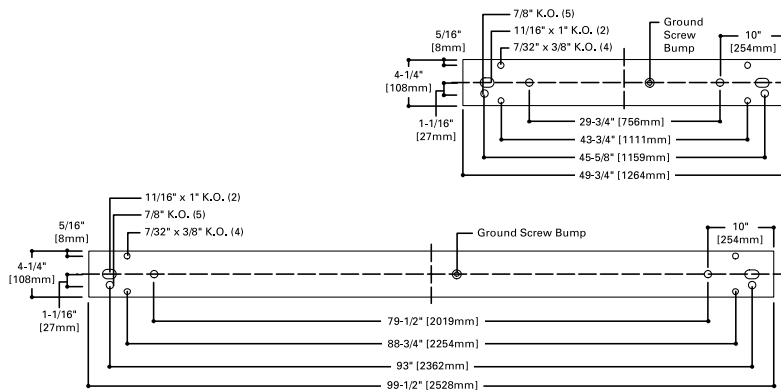 7/8" K.O. (5)
11/16" x 1" K.O. (2)
7/32" x 3/8" K.O. (4)
Ground
Screw
Bump
10"
[254mm]
5/16"
[8mm]
4-1/4"
[108mm]
1-1/16"
[27mm]
29-3/4" [756mm]
43-3/4" [1111mm]
45-5/8" [1159mm]
49-3/4" [1264mm]
11/16" x 1" K.O. (2)
7/8" K.O. (5)
7/32" x 3/8" K.O. (4)
Ground Screw Bump
10"
[254mm]
5/16"
[8mm]
4-1/4"
[108mm]
1-1/16"
[27mm]
79-1/2" [2019mm]
88-3/4" [2254mm]
93" [2362mm]
99-1/2" [2528mm]